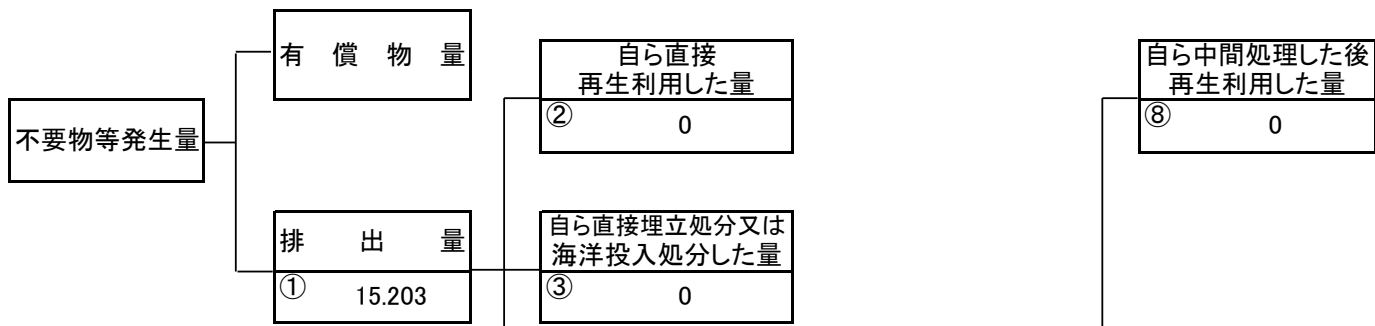 有償物量
自ら直接
再生利用した量
② 0
自ら中間処理した後
再生利用した量
⑧ 0
不要物等発生量
排出量
① 15.203
自ら直接埋立処分又は
海洋投入処分した量
③ 0